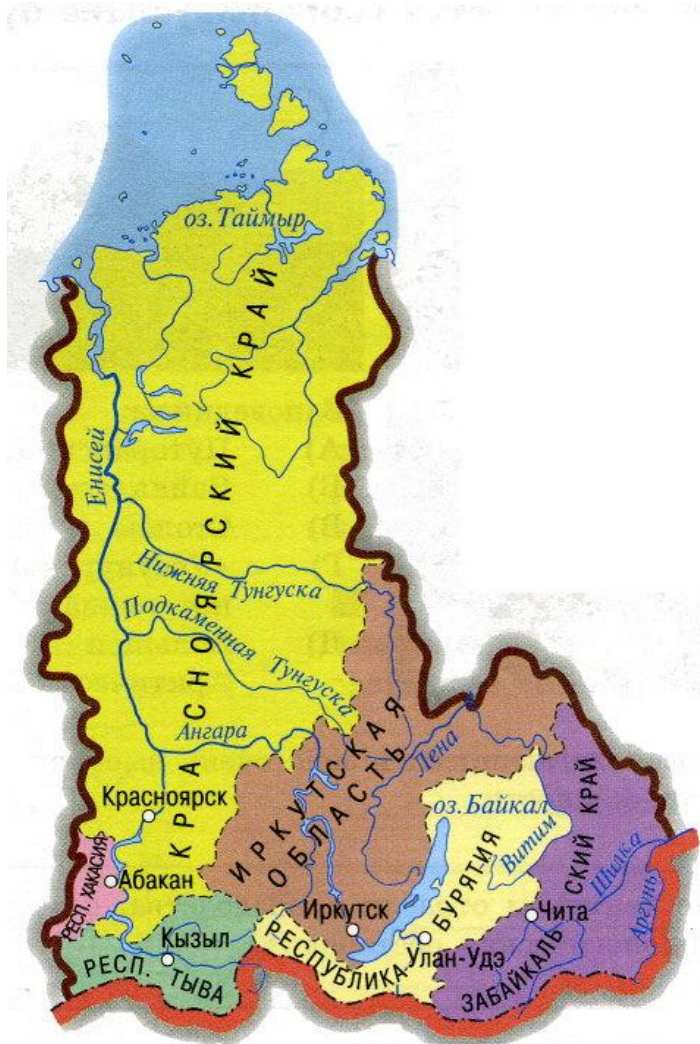 оз. Таймыр
КРАСНОЯРСКИЙ КРАЙ
Енисей
Нижняя Тунгуска
Подкаменная Тунгуска
Ангара
Красноярск
ИРКУТСКАЯ
ОБЛАСТЬ
Лена
оз. Байкал
Витим
ЗАБАЙКАЛЬСКИЙ КРАЙ
Шилка
Аргунь
РЕСП. ХАКАСИЯ
Абакан
Иркутск
РЕСПУБЛИКА БУРЯТИЯ
Чита
Улан-Удэ
Кызыл
РЕСП. ТЫВА